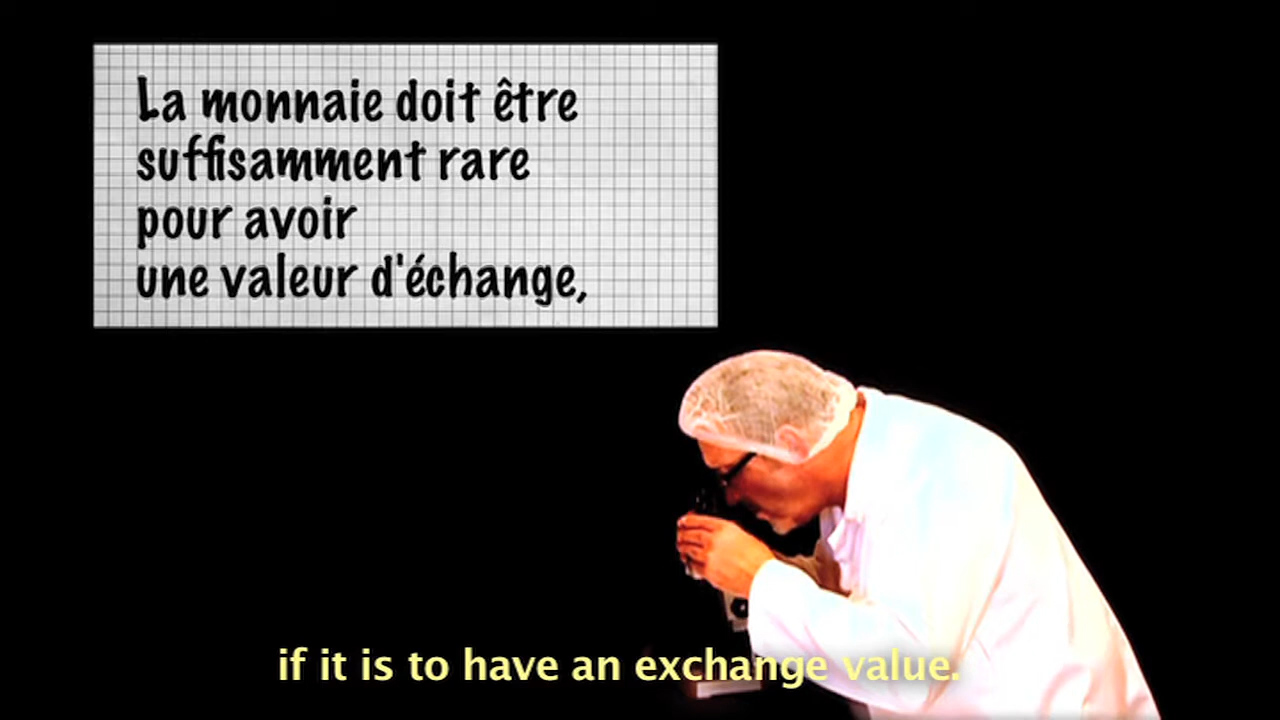 La monnaie doit être
suffisamment rare
pour avoir
une valeur d'échange,
if it is to have an exchange value.